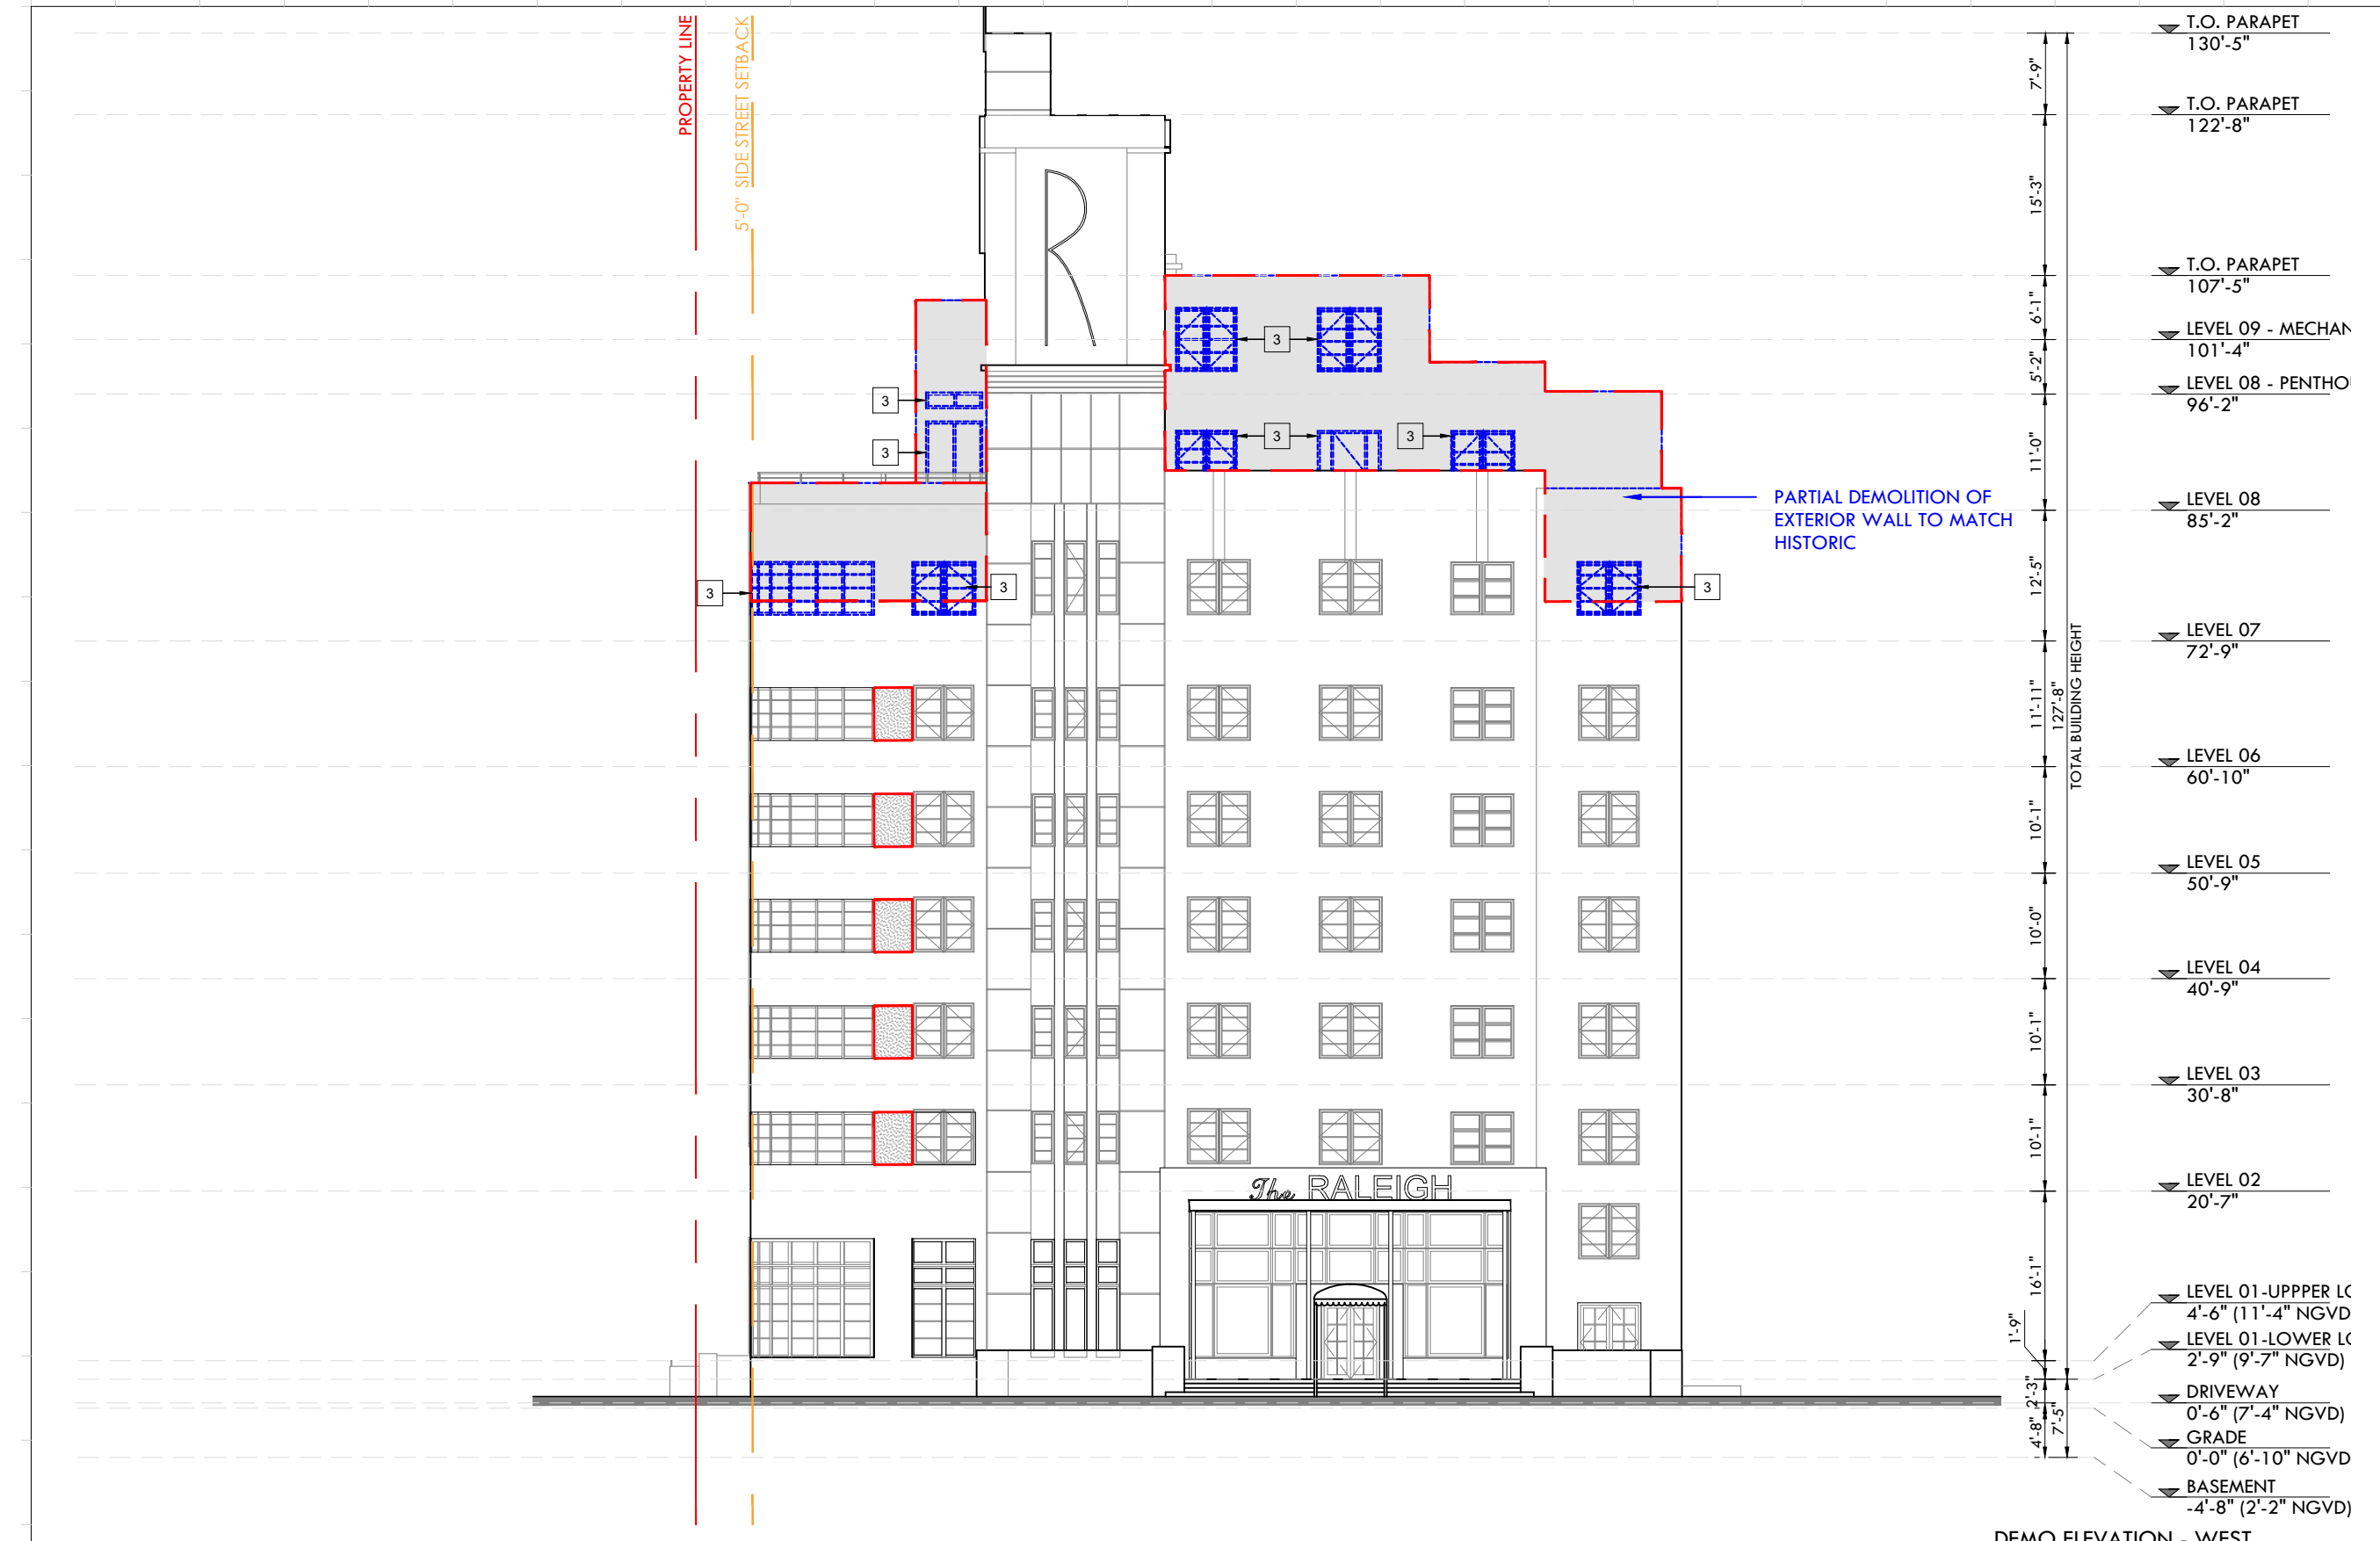 PROPERTY LINE
5'-0" SIDE STREET SETBACK
R
3
3
3
3
3
3
3
3
PARTIAL DEMOLITION OF
EXTERIOR WALL TO MATCH
HISTORIC
The RALEIGH
7'-9"
15'-3"
6'-1"
5'-2"
11'-0"
12'-5"
11'-11"
10'-1"
10'-0"
10'-1"
10'-1"
16'-1"
1'-9"
2'-3"
4'-8"
7'-5"
127'-8"
TOTAL BUILDING HEIGHT
T.O. PARAPET
130'-5"
T.O. PARAPET
122'-8"
T.O. PARAPET
107'-5"
LEVEL 09 - MECHAN
101'-4"
LEVEL 08 - PENTHO
96'-2"
LEVEL 08
85'-2"
LEVEL 07
72'-9"
LEVEL 06
60'-10"
LEVEL 05
50'-9"
LEVEL 04
40'-9"
LEVEL 03
30'-8"
LEVEL 02
20'-7"
LEVEL 01-UPPPER LO
4'-6" (11'-4" NGVD
LEVEL 01-LOWER LO
2'-9" (9'-7" NGVD)
DRIVEWAY
0'-6" (7'-4" NGVD)
GRADE
0'-0" (6'-10" NGVD
BASEMENT
-4'-8" (2'-2" NGVD)
DEMO ELEVATION - WEST